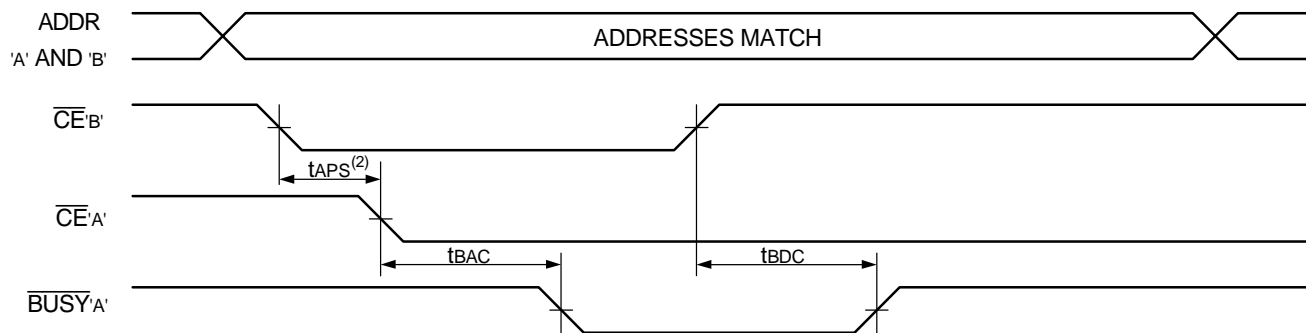 ADDR
'A' AND 'B'
ADDRESSES MATCH
CE'B'
tAPS(2)
CE'A'
tBAC
tBDC
BUSY'A'